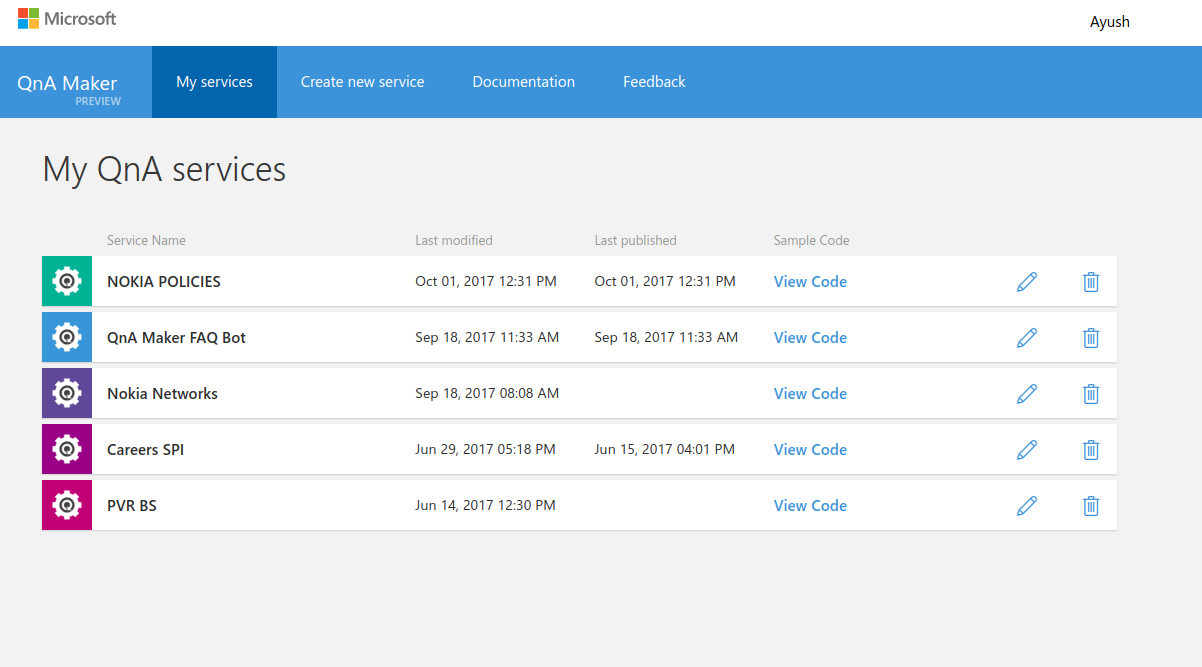 Microsoft
Ayush
QnA Maker
PREVIEW
My services
Create new service
Documentation
Feedback
My QnA services
Service Name Last modified Last published Sample Code
NOKIA POLICIES Oct 01, 2017 12:31 PM Oct 01, 2017 12:31 PM View Code
QnA Maker FAQ Bot Sep 18, 2017 11:33 AM Sep 18, 2017 11:33 AM View Code
Nokia Networks Sep 18, 2017 08:08 AM View Code
Careers SPI Jun 29, 2017 05:18 PM Jun 15, 2017 04:01 PM View Code
PVR BS Jun 14, 2017 12:30 PM View Code